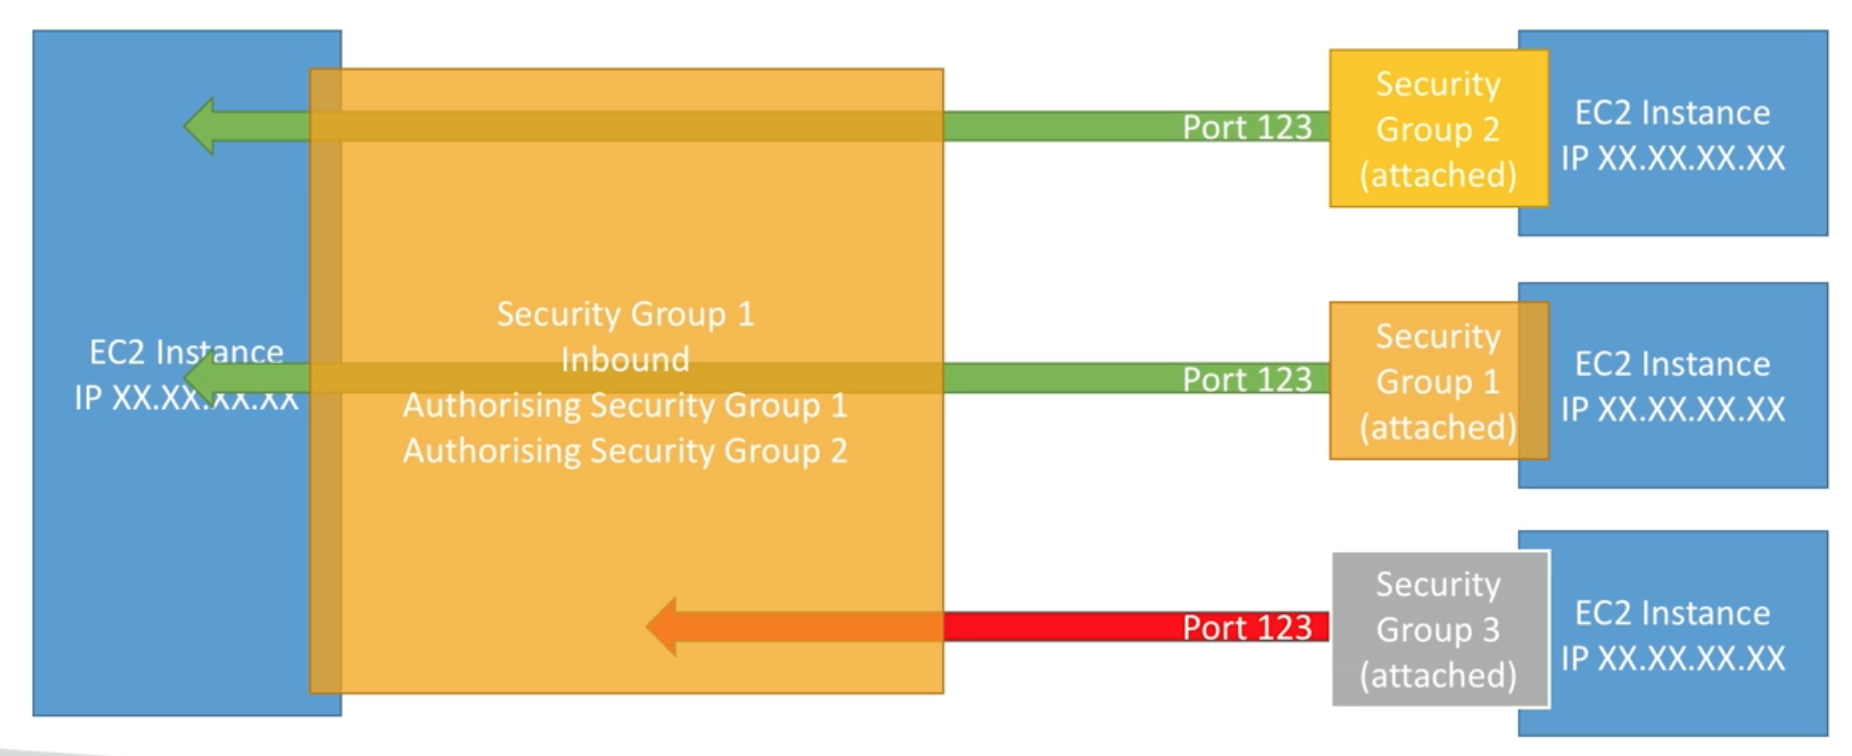 Security
Group 2
(attached)
EC2 Instance
IP XX.XX.XX.XX
Port 123
Security Group 1
Inbound
Authorising Security Group 1
Authorising Security Group 2
EC2 Instance
IP XX.XX.XX.XX
Port 123
Security
Group 1
(attached)
EC2 Instance
IP XX.XX.XX.XX
Port 123
Security
Group 3
(attached)
EC2 Instance
IP XX.XX.XX.XX